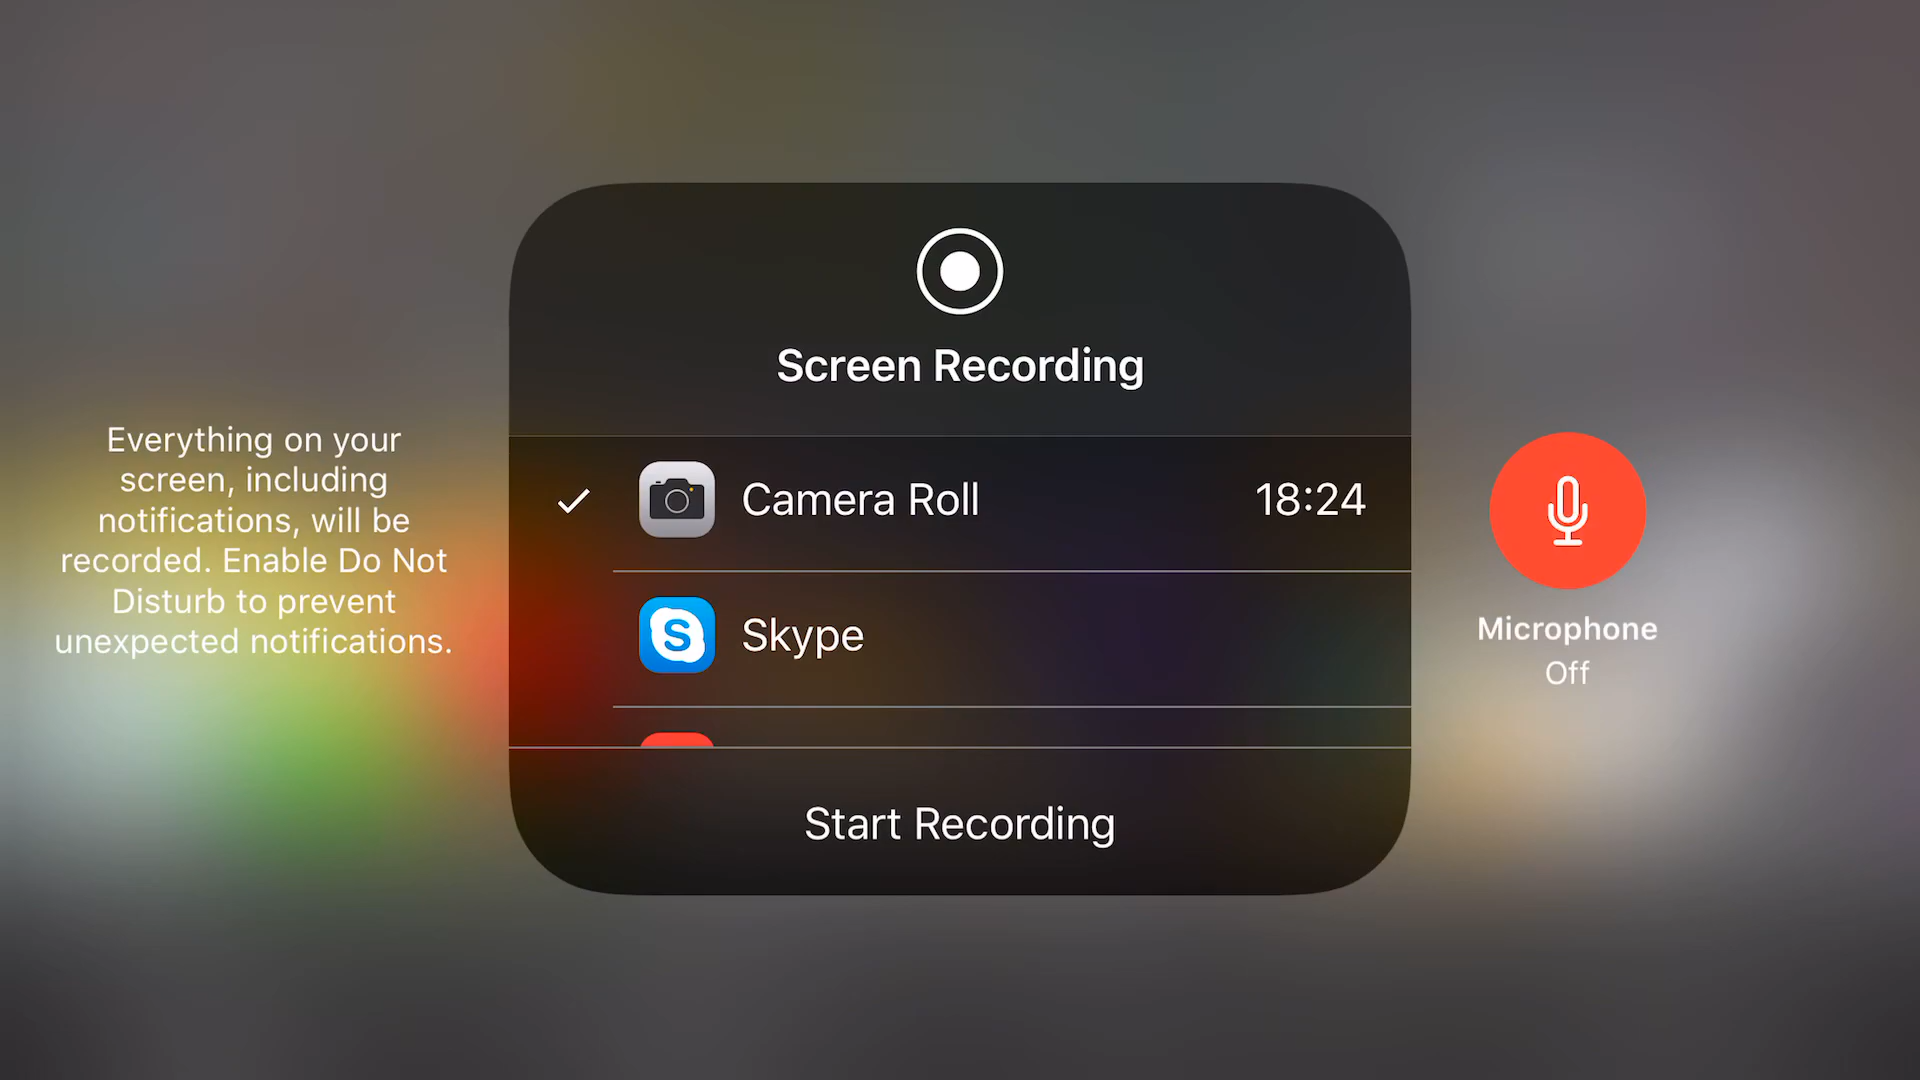 Screen Recording
Everything on your
screen, including
notifications, will be
recorded. Enable Do Not
Disturb to prevent
unexpected notifications.
Camera Roll 18:24
S Skype
Microphone
Off
Start Recording